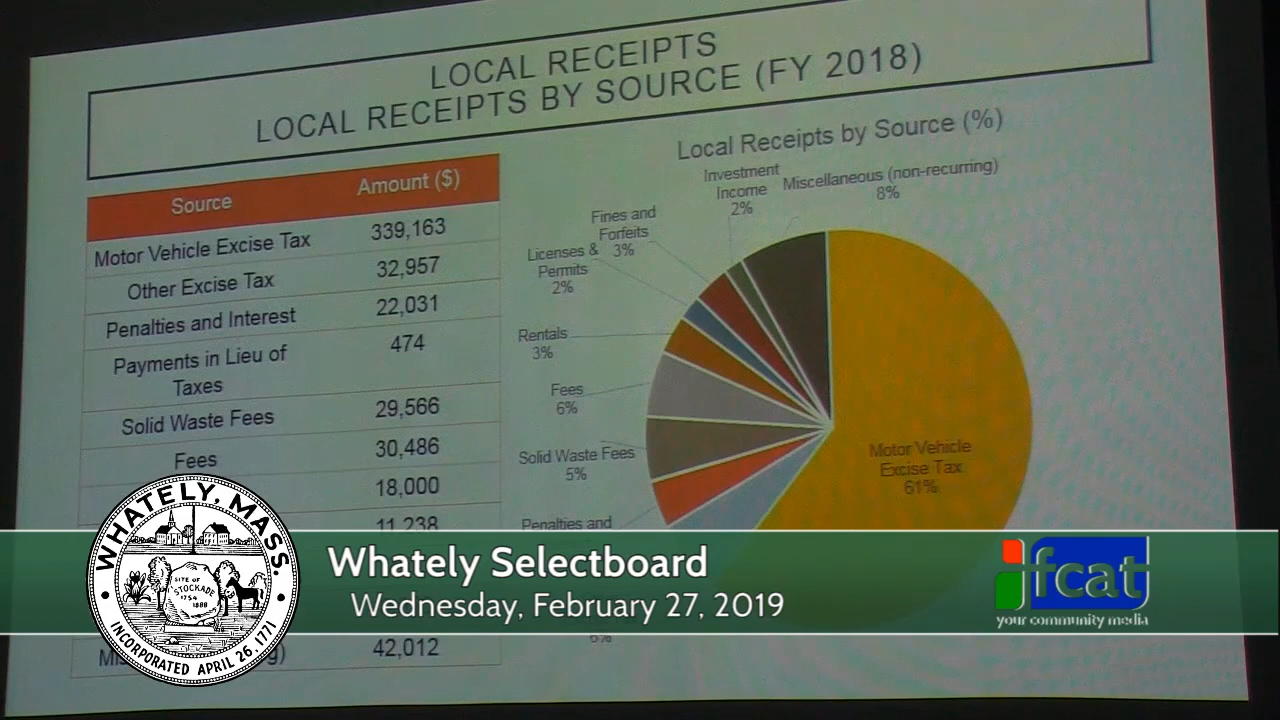 LOCAL RECEIPTS
LOCAL RECEIPTS BY SOURCE (FY 2018)
Source Amount ($)
Motor Vehicle Excise Tax 339,163
Other Excise Tax 32,957
Penalties and Interest 22,031
Payments in Lieu of 474
Taxes
Solid Waste Fees 29,566
Fees 30,486
18,000
11,238
42,012
Local Receipts by Source (%)
Investment
Income
2%
Miscellaneous (non-recurring)
8%
Fines and
Forfeits
3%
Licenses &
Permits
2%
Rentals
3%
Fees
6%
Solid Waste Fees
5%
Penalties and
6%
Motor Vehicle
Excise Tax
61%
WHATELY, MASS.
SITE OF
STOCKADE
1754
1888
INCORPORATED APRIL 26, 1771
Whately Selectboard
Wednesday, February 27, 2019
fcat
your community media